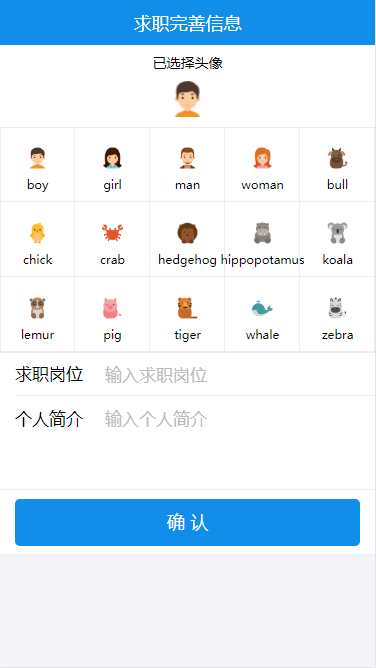 求职完善信息
已选择头像
boy girl man woman bull
chick crab hedgehog hippopotamus koala
lemur pig tiger whale zebra
求职岗位 输入求职岗位
个人简介 输入个人简介
确 认